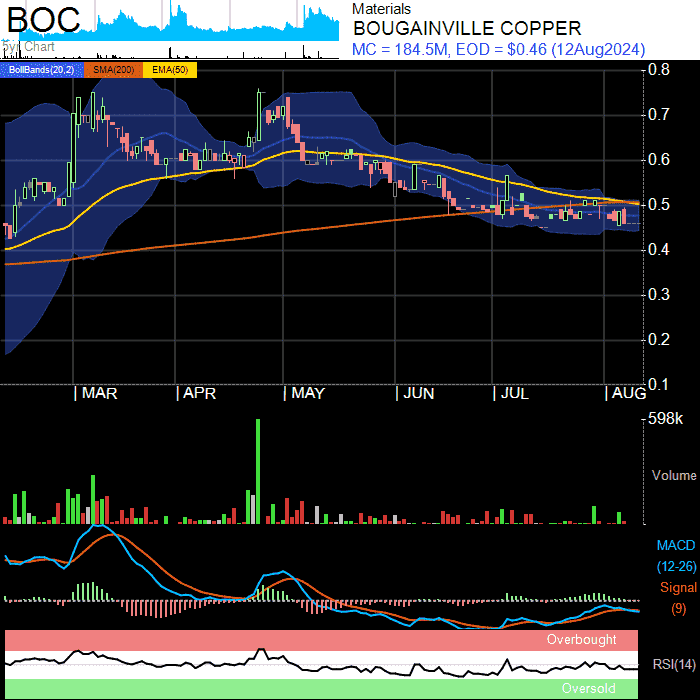 BOC
5yr Chart
Materials
BOUGAINVILLE COPPER
MC = 184.5M, EOD = $0.46 (12Aug2024)
BollBands(20,2) SMA(200) EMA(50)
0.8
0.7
0.6
0.5
0.4
0.3
0.2
0.1
| MAR | APR | MAY | JUN | JUL | AUG
598k
Volume
MACD
(12-26)
Signal
(9)
Overbought
RSI(14)
Oversold